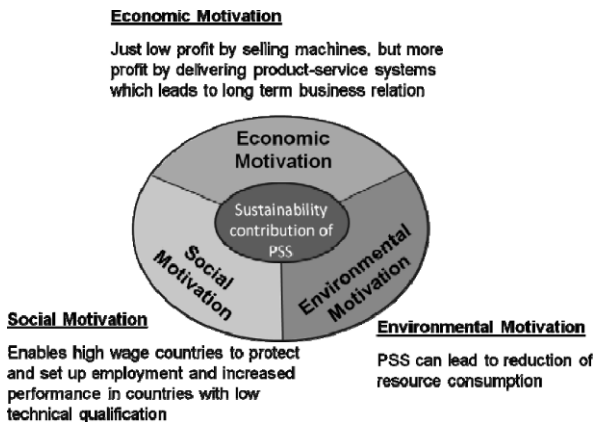 Economic Motivation
Just low profit by selling machines, but more
profit by delivering product-service systems
which leads to long term business relation
Economic
Motivation
Sustainability
contribution of
PSS
Social
Motivation
Environmental
Motivation
Social Motivation
Enables high wage countries to protect
and set up employment and increased
performance in countries with low
technical qualification
Environmental Motivation
PSS can lead to reduction of
resource consumption